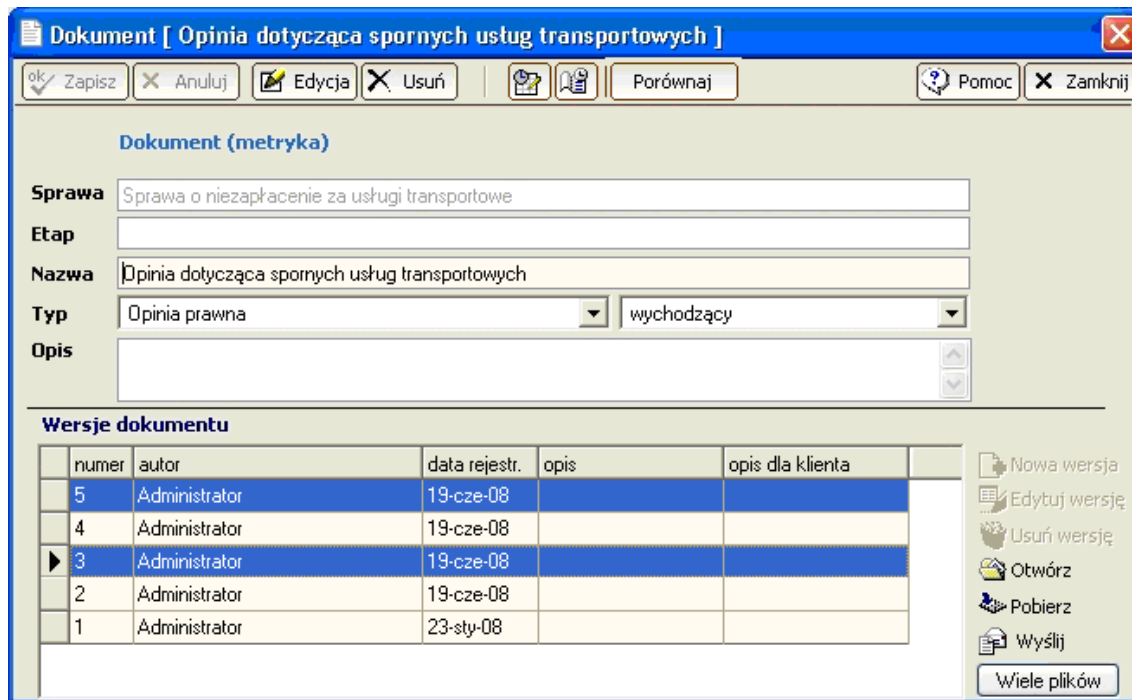 Dokument [ Opinia dotycząca spornych usług transportowych ]
ok Zapisz Anuluj Edycja Usuń Porównaj Pomoc Zamknij
Dokument (metryka)
Sprawa Sprawa o niezapłacenie za usługi transportowe
Etap
Nazwa Opinia dotycząca spornych usług transportowych
Typ Opinia prawna wychodzący
Opis
Wersje dokumentu
numer autor data rejestr. opis opis dla klienta
5 Administrator 19-cze-08
4 Administrator 19-cze-08
3 Administrator 19-cze-08
2 Administrator 19-cze-08
1 Administrator 23-sty-08
Nowa wersja
Edytuj wersję
Usuń wersję
Otwórz
Pobierz
Wyślij
Wiele plików